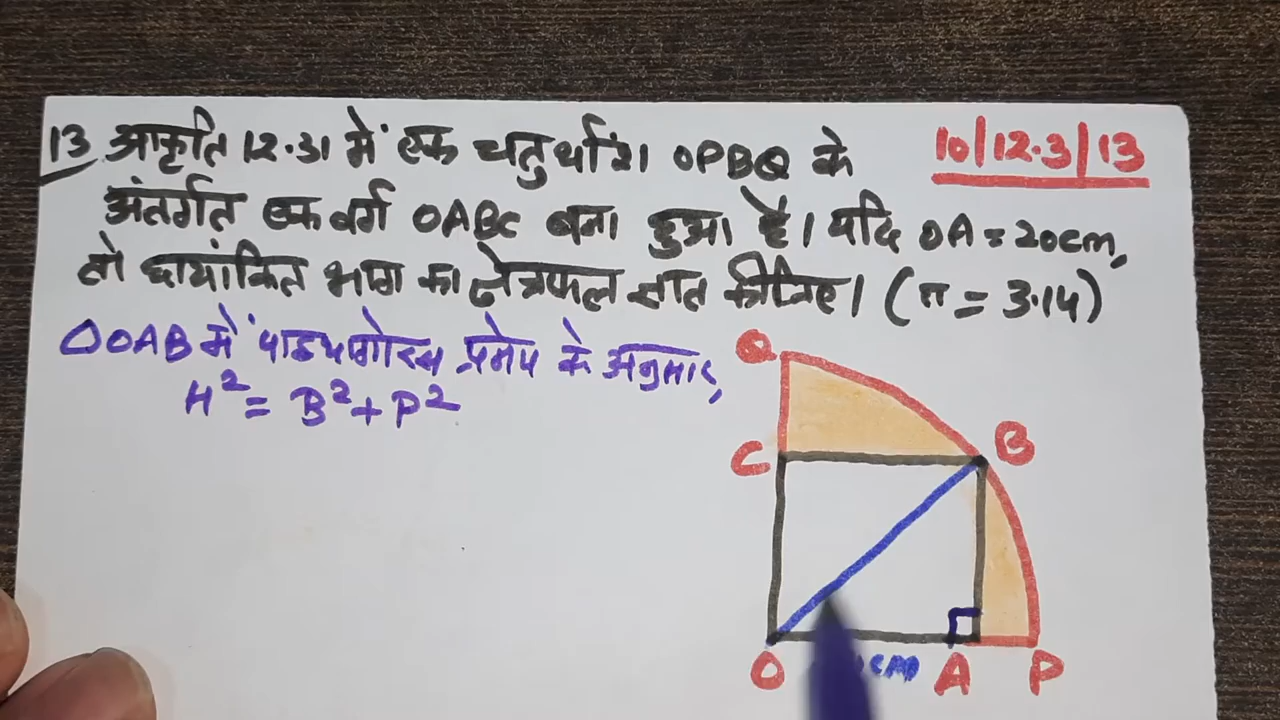 13 आकृति 12.31 में एक चतुर्थांश OPBQ के
10|12.3|13
अंतर्गत एक वर्ग OABC बना हुआ है। यदि OA = 20cm,
तो छायांकित भाग का क्षेत्रफल ज्ञात कीजिए। (π = 3.14)
△OAB में पाइथागोरस प्रमेय के अनुसार,
H² = B² + P²
Q
C
B
O
cm
A
P